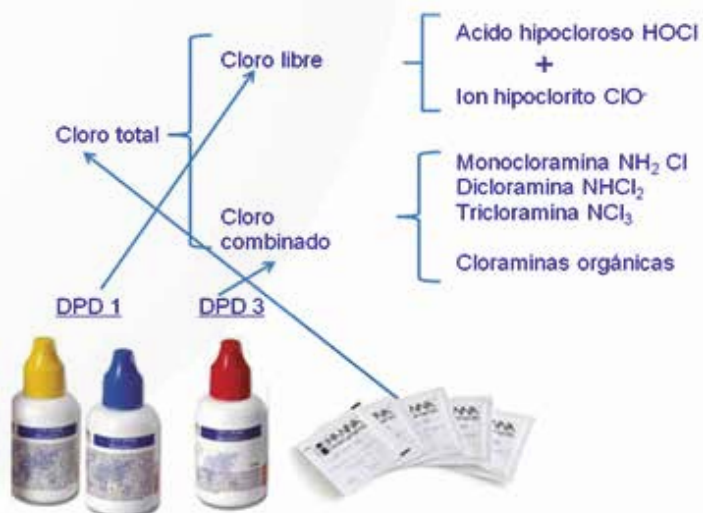 Cloro total
Cloro libre
Acido hipocloroso HOCl
+
Ion hipoclorito ClO-
Cloro
combinado
Monocloramina NH2 Cl
Dicloramina NHCl2
Tricloramina NCl3
Cloraminas orgánicas
DPD 1
DPD 3
HANNA